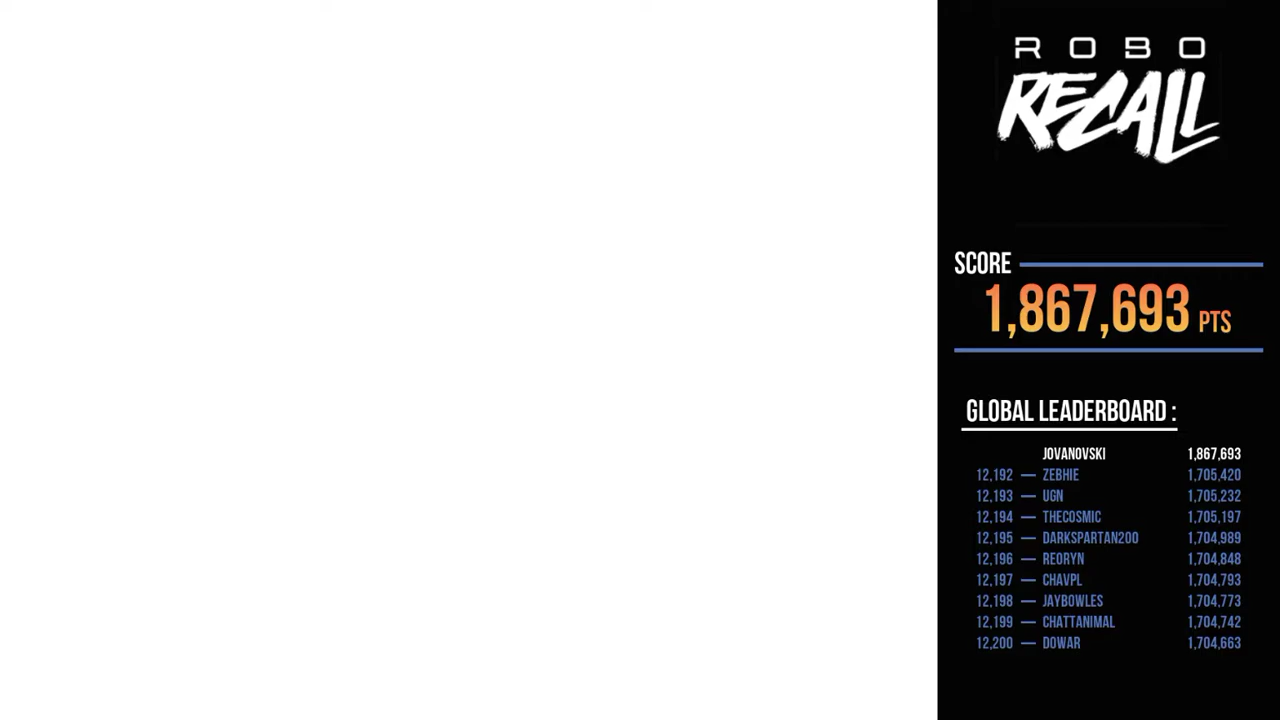 ROBO
RECALL
SCORE
1,867,693 PTS
GLOBAL LEADERBOARD :
JOVANOVSKI 1,867,693
12,192 — ZEBHIE 1,705,420
12,193 — UGN 1,705,232
12,194 — THECOSMIC 1,705,197
12,195 — DARKSPARTAN200 1,704,989
12,196 — REORYN 1,704,848
12,197 — CHAVPL 1,704,793
12,198 — JAYBOWLES 1,704,773
12,199 — CHATTANIMAL 1,704,742
12,200 — DOWAR 1,704,663